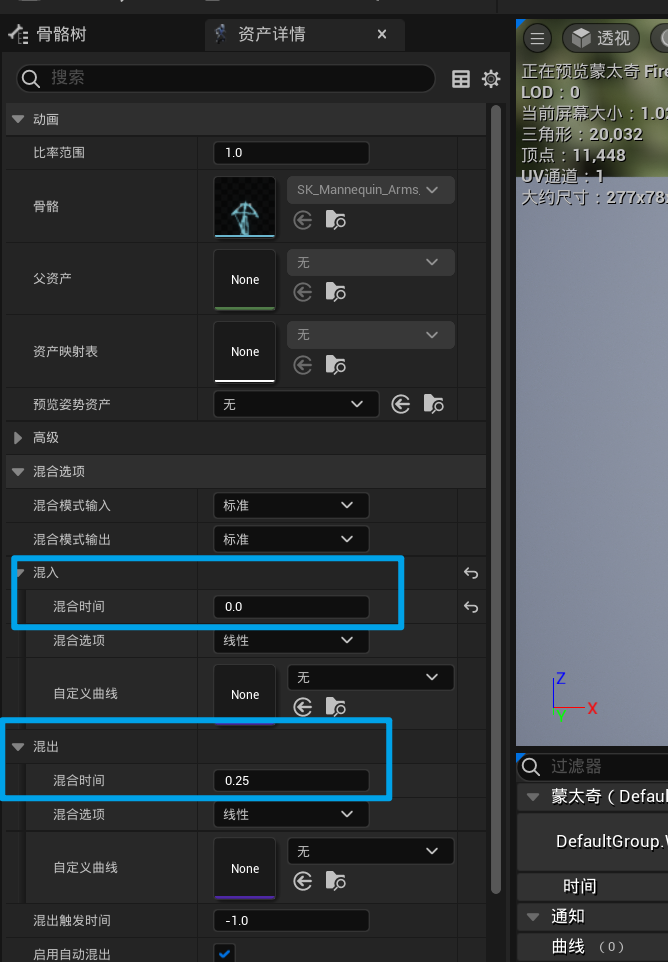 骨骼树
资产详情
搜索
动画
比率范围
1.0
骨骼
SK_Mannequin_Arms_
父资产
None
无
资产映射表
None
无
预览姿势资产
无
高级
混合选项
混合模式输入
标准
混合模式输出
标准
混入
混合时间
0.0
混合选项
线性
自定义曲线
None
无
混出
混合时间
0.25
混合选项
线性
自定义曲线
None
无
混出触发时间
-1.0
启用自动混出
透视
正在预览蒙太奇 Fire
LOD：0
当前屏幕大小：1.0
三角形：20,032
顶点：11,448
UV通道：1
大约尺寸：277x78
Z
X
Y
过滤器
蒙太奇（Defaul
DefaultGroup.
时间
通知
曲线（0）